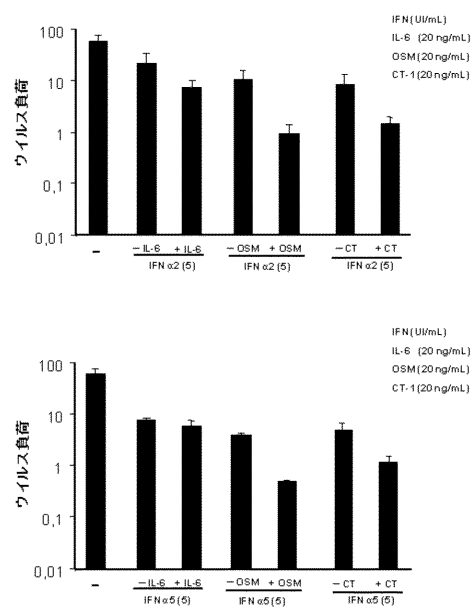 IFN (UI/mL)
IL-6 (20 ng/mL)
OSM (20 ng/mL)
CT-1 (20 ng/mL)
ウイルス負荷
100
10
1
0,1
0,01
−
− IL-6
+ IL-6
− OSM
+ OSM
− CT
+ CT
IFN α2 (5)
IFN α2 (5)
IFN α2 (5)
IFN (UI/mL)
IL-6 (20 ng/mL)
OSM (20 ng/mL)
CT-1 (20 ng/mL)
ウイルス負荷
100
10
1
0,1
0,01
−
− IL-6
+ IL-6
− OSM
+ OSM
− CT
+ CT
IFN α5 (5)
IFN α5 (5)
IFN α5 (5)